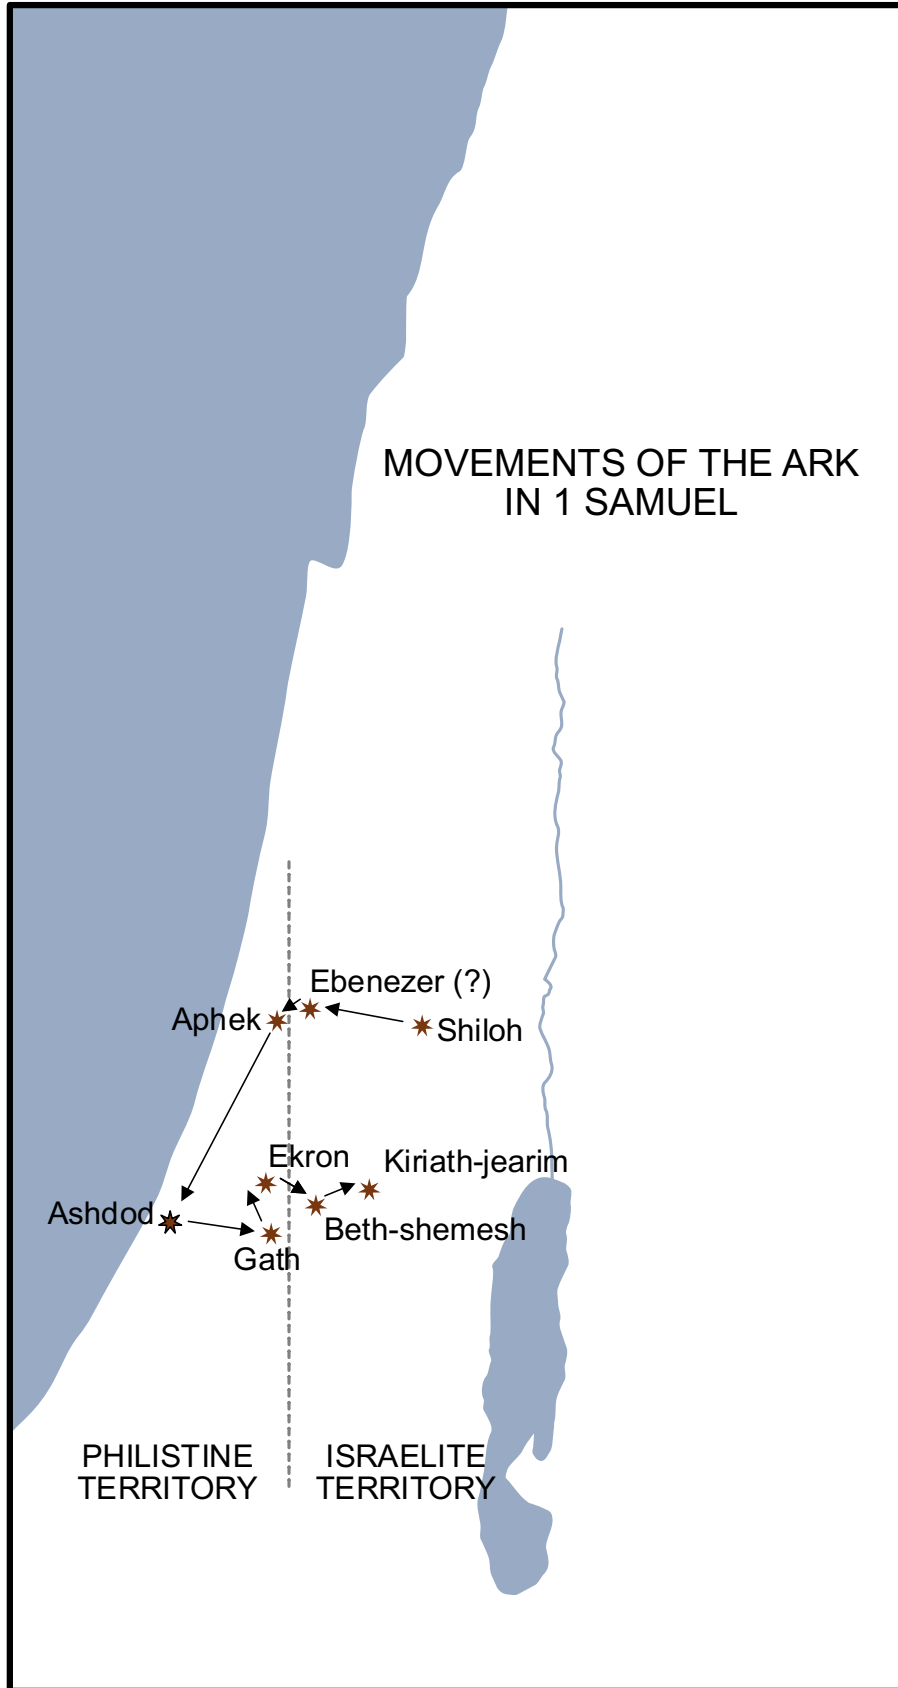 MOVEMENTS OF THE ARK
IN 1 SAMUEL
Ebenezer (?)
Aphek
Shiloh
Ekron
Kiriath-jearim
Ashdod
Beth-shemesh
Gath
PHILISTINE
TERRITORY
ISRAELITE
TERRITORY